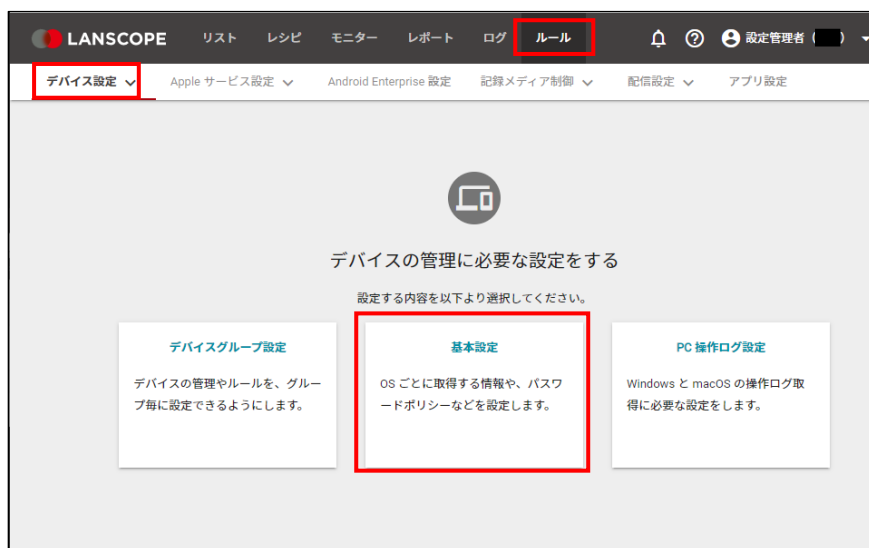 LANSCOPE リスト レシピ モニター レポート ログ ルール 設定管理者 ( )
デバイス設定 Apple サービス設定 Android Enterprise 設定 記録メディア制御 配信設定 アプリ設定
デバイスの管理に必要な設定をする
設定する内容を以下より選択してください。
デバイスグループ設定
デバイスの管理やルールを、グルー
プ毎に設定できるようにします。
基本設定
OS ごとに取得する情報や、パスワ
ードポリシーなどを設定します。
PC 操作ログ設定
Windows と macOS の操作ログ取
得に必要な設定をします。